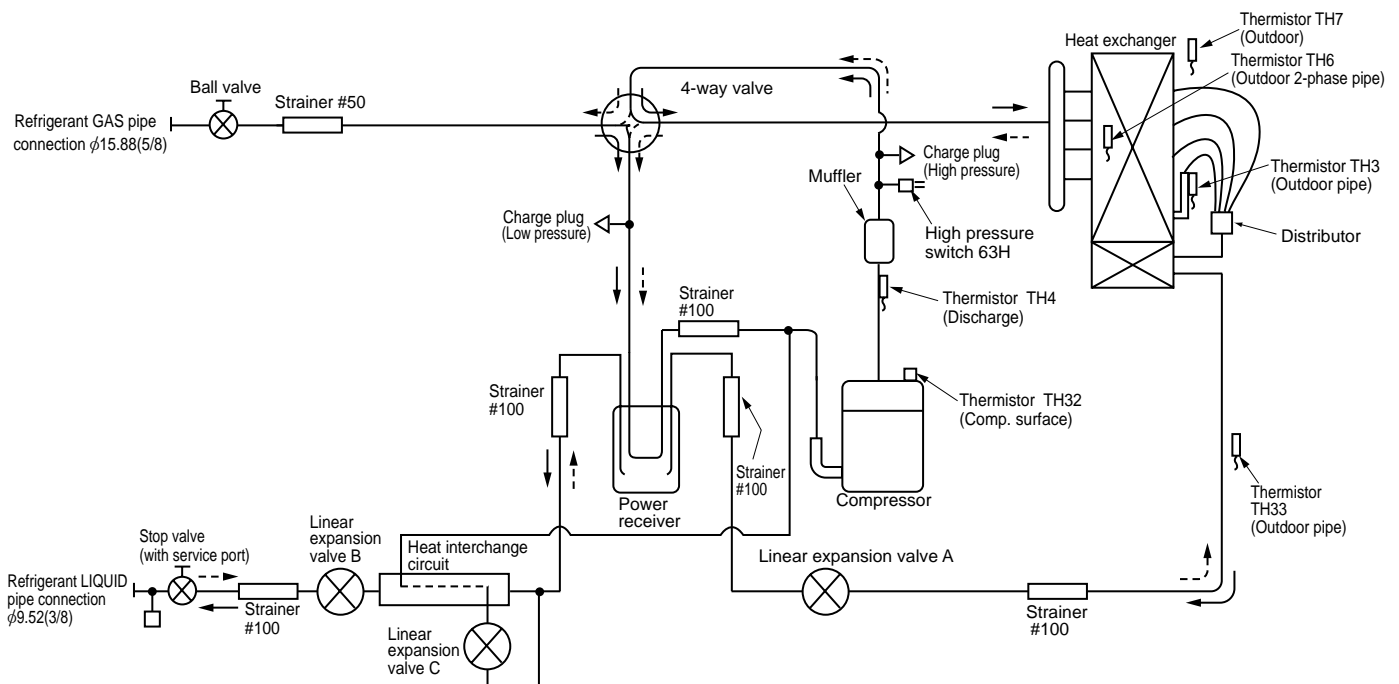 Thermistor TH7
(Outdoor)
Heat exchanger
Thermistor TH6
(Outdoor 2-phase pipe)
Ball valve
Strainer #50
4-way valve
Refrigerant GAS pipe
connection ϕ15.88(5/8)
Charge plug
(High pressure)
Muffler
Thermistor TH3
(Outdoor pipe)
Charge plug
(Low pressure)
High pressure
switch 63H
Distributor
Strainer
#100
Thermistor TH4
(Discharge)
Strainer
#100
Thermistor TH32
(Comp. surface)
Strainer
#100
Power
receiver
Compressor
Thermistor
TH33
(Outdoor pipe)
Stop valve
(with service port)
Linear
expansion
valve B
Heat interchange
circuit
Linear expansion valve A
Refrigerant LIQUID
pipe connection
ϕ9.52(3/8)
Strainer
#100
Strainer
#100
Linear
expansion
valve C